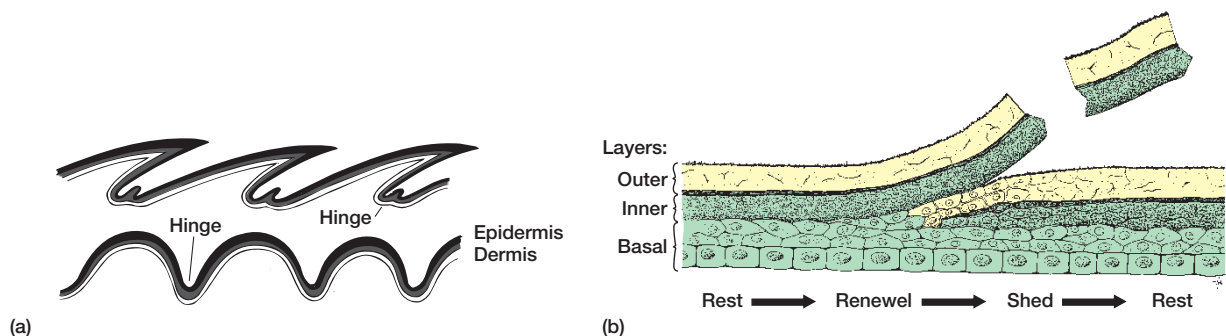 Hinge
Hinge
Epidermis
Dermis
(a)
Layers:
Outer
Inner
Basal
Rest
Renewel
Shed
Rest
(b)